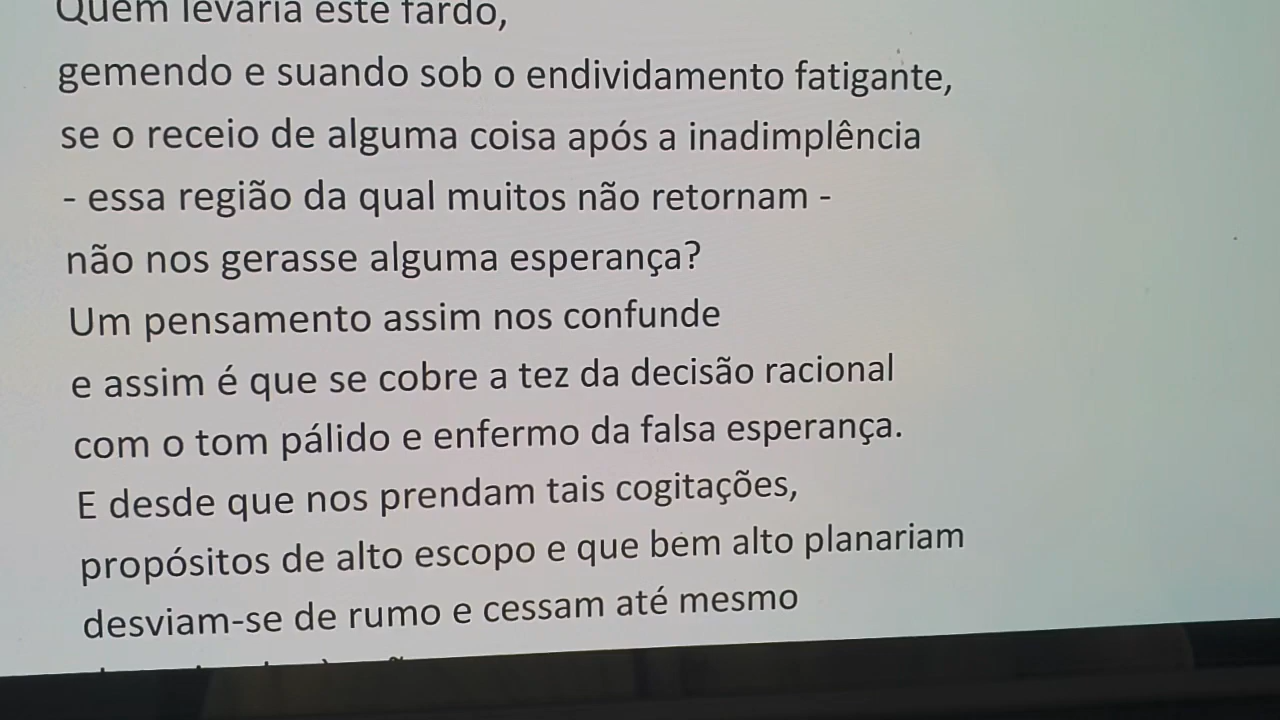 Quem levaria este fardo,
gemendo e suando sob o endividamento fatigante,
se o receio de alguma coisa após a inadimplência
- essa região da qual muitos não retornam -
não nos gerasse alguma esperança?
Um pensamento assim nos confunde
e assim é que se cobre a tez da decisão racional
com o tom pálido e enfermo da falsa esperança.
E desde que nos prendam tais cogitações,
propósitos de alto escopo e que bem alto planariam
desviam-se de rumo e cessam até mesmo